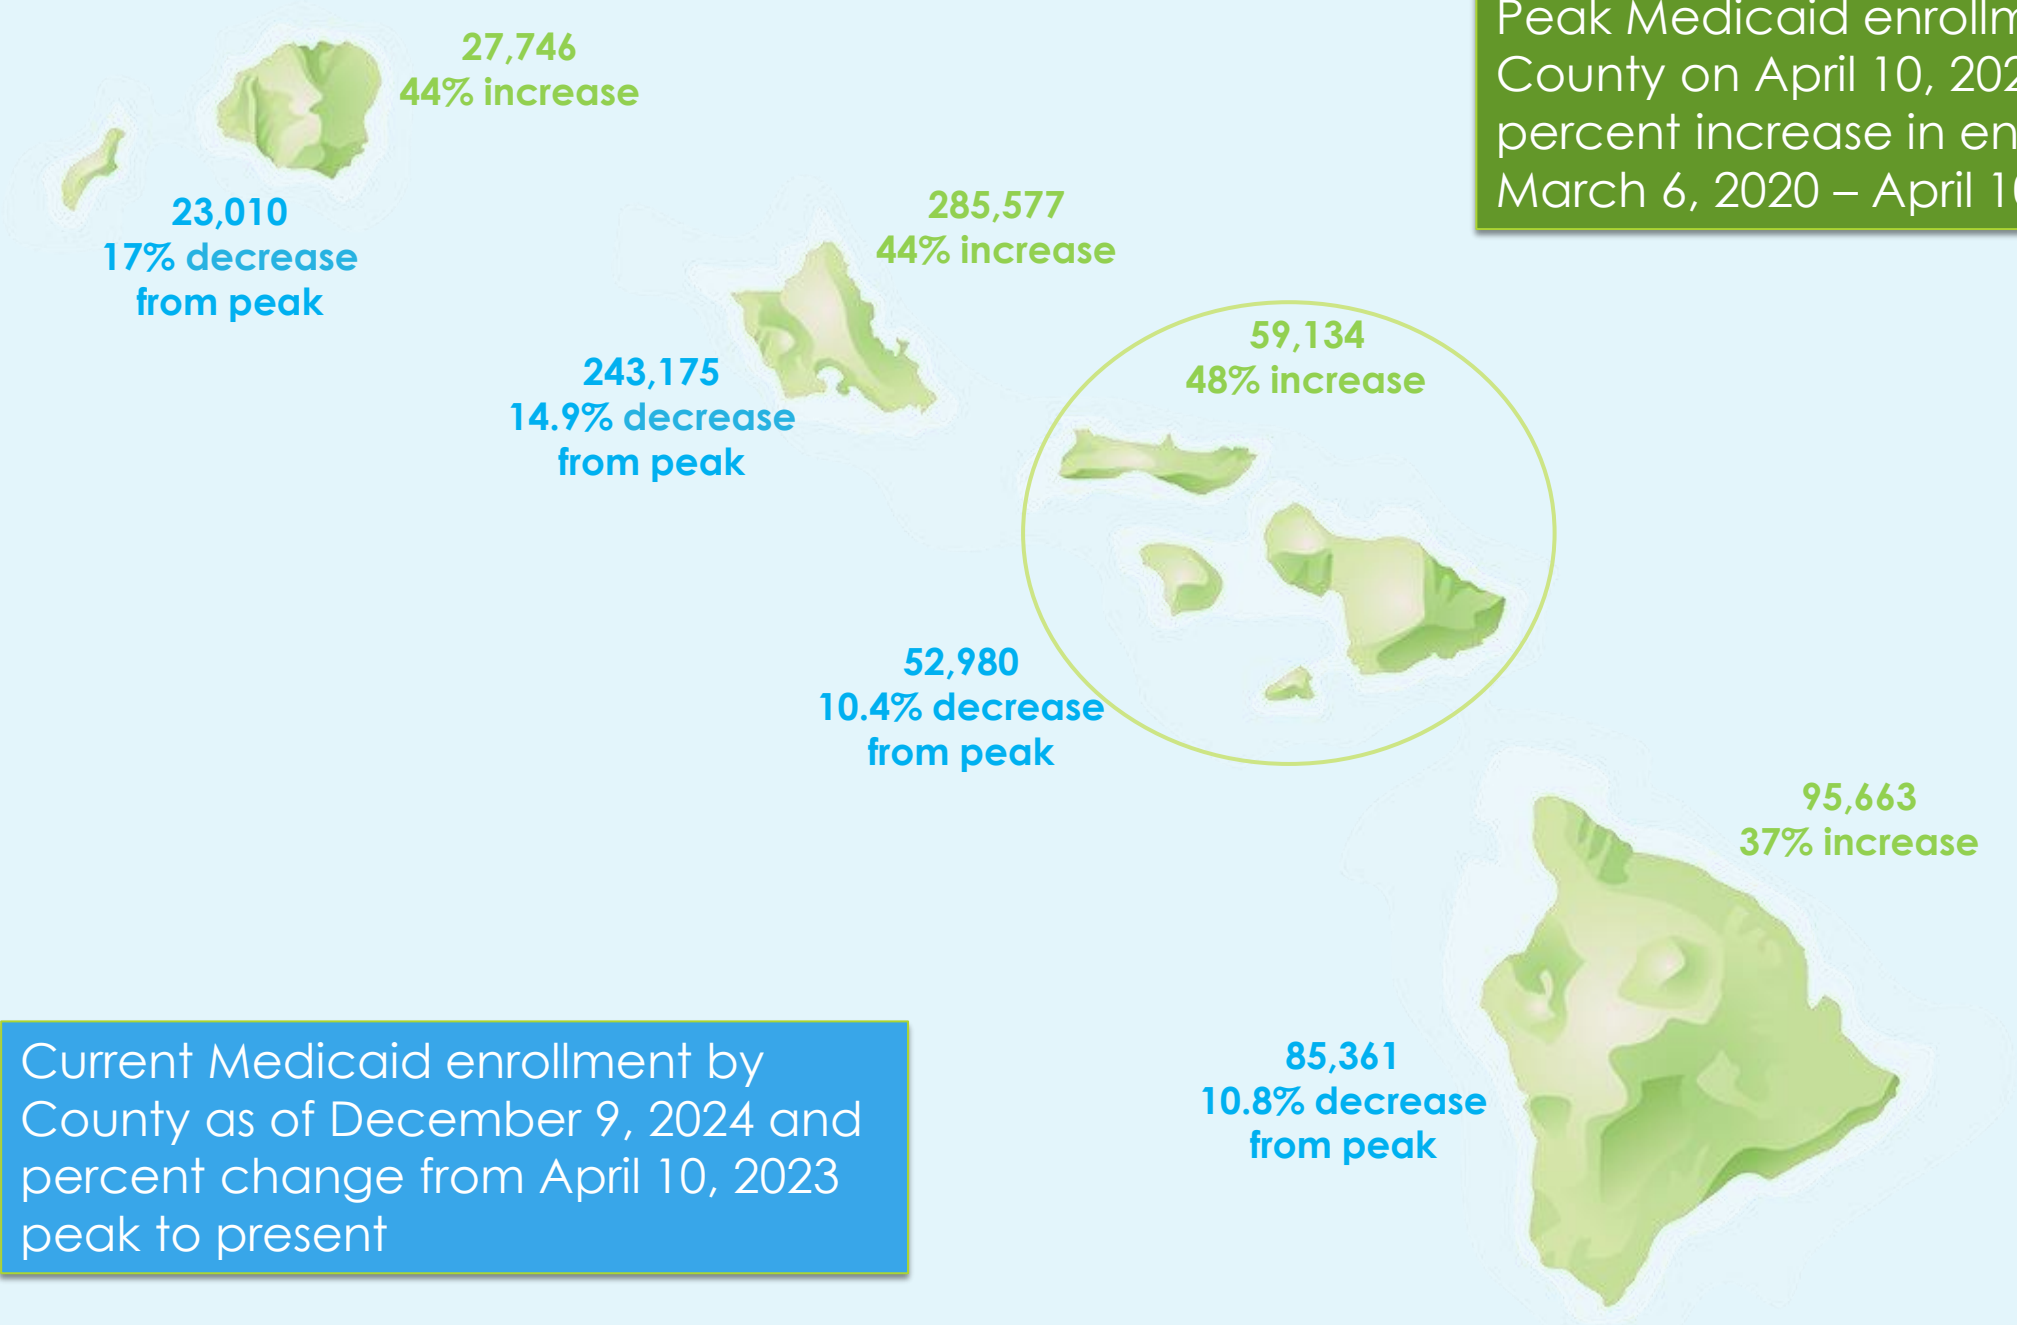 Peak Medicaid
County on April 10,
percent increase in
March 6, 2020 – April
27,746
44% increase
23,010
17% decrease
from peak
285,577
44% increase
243,175
14.9% decrease
from peak
59,134
48% increase
52,980
10.4% decrease
from peak
95,663
37% increase
85,361
10.8% decrease
from peak
Current Medicaid enrollment by
County as of December 9, 2024 and
percent change from April 10, 2023
peak to present